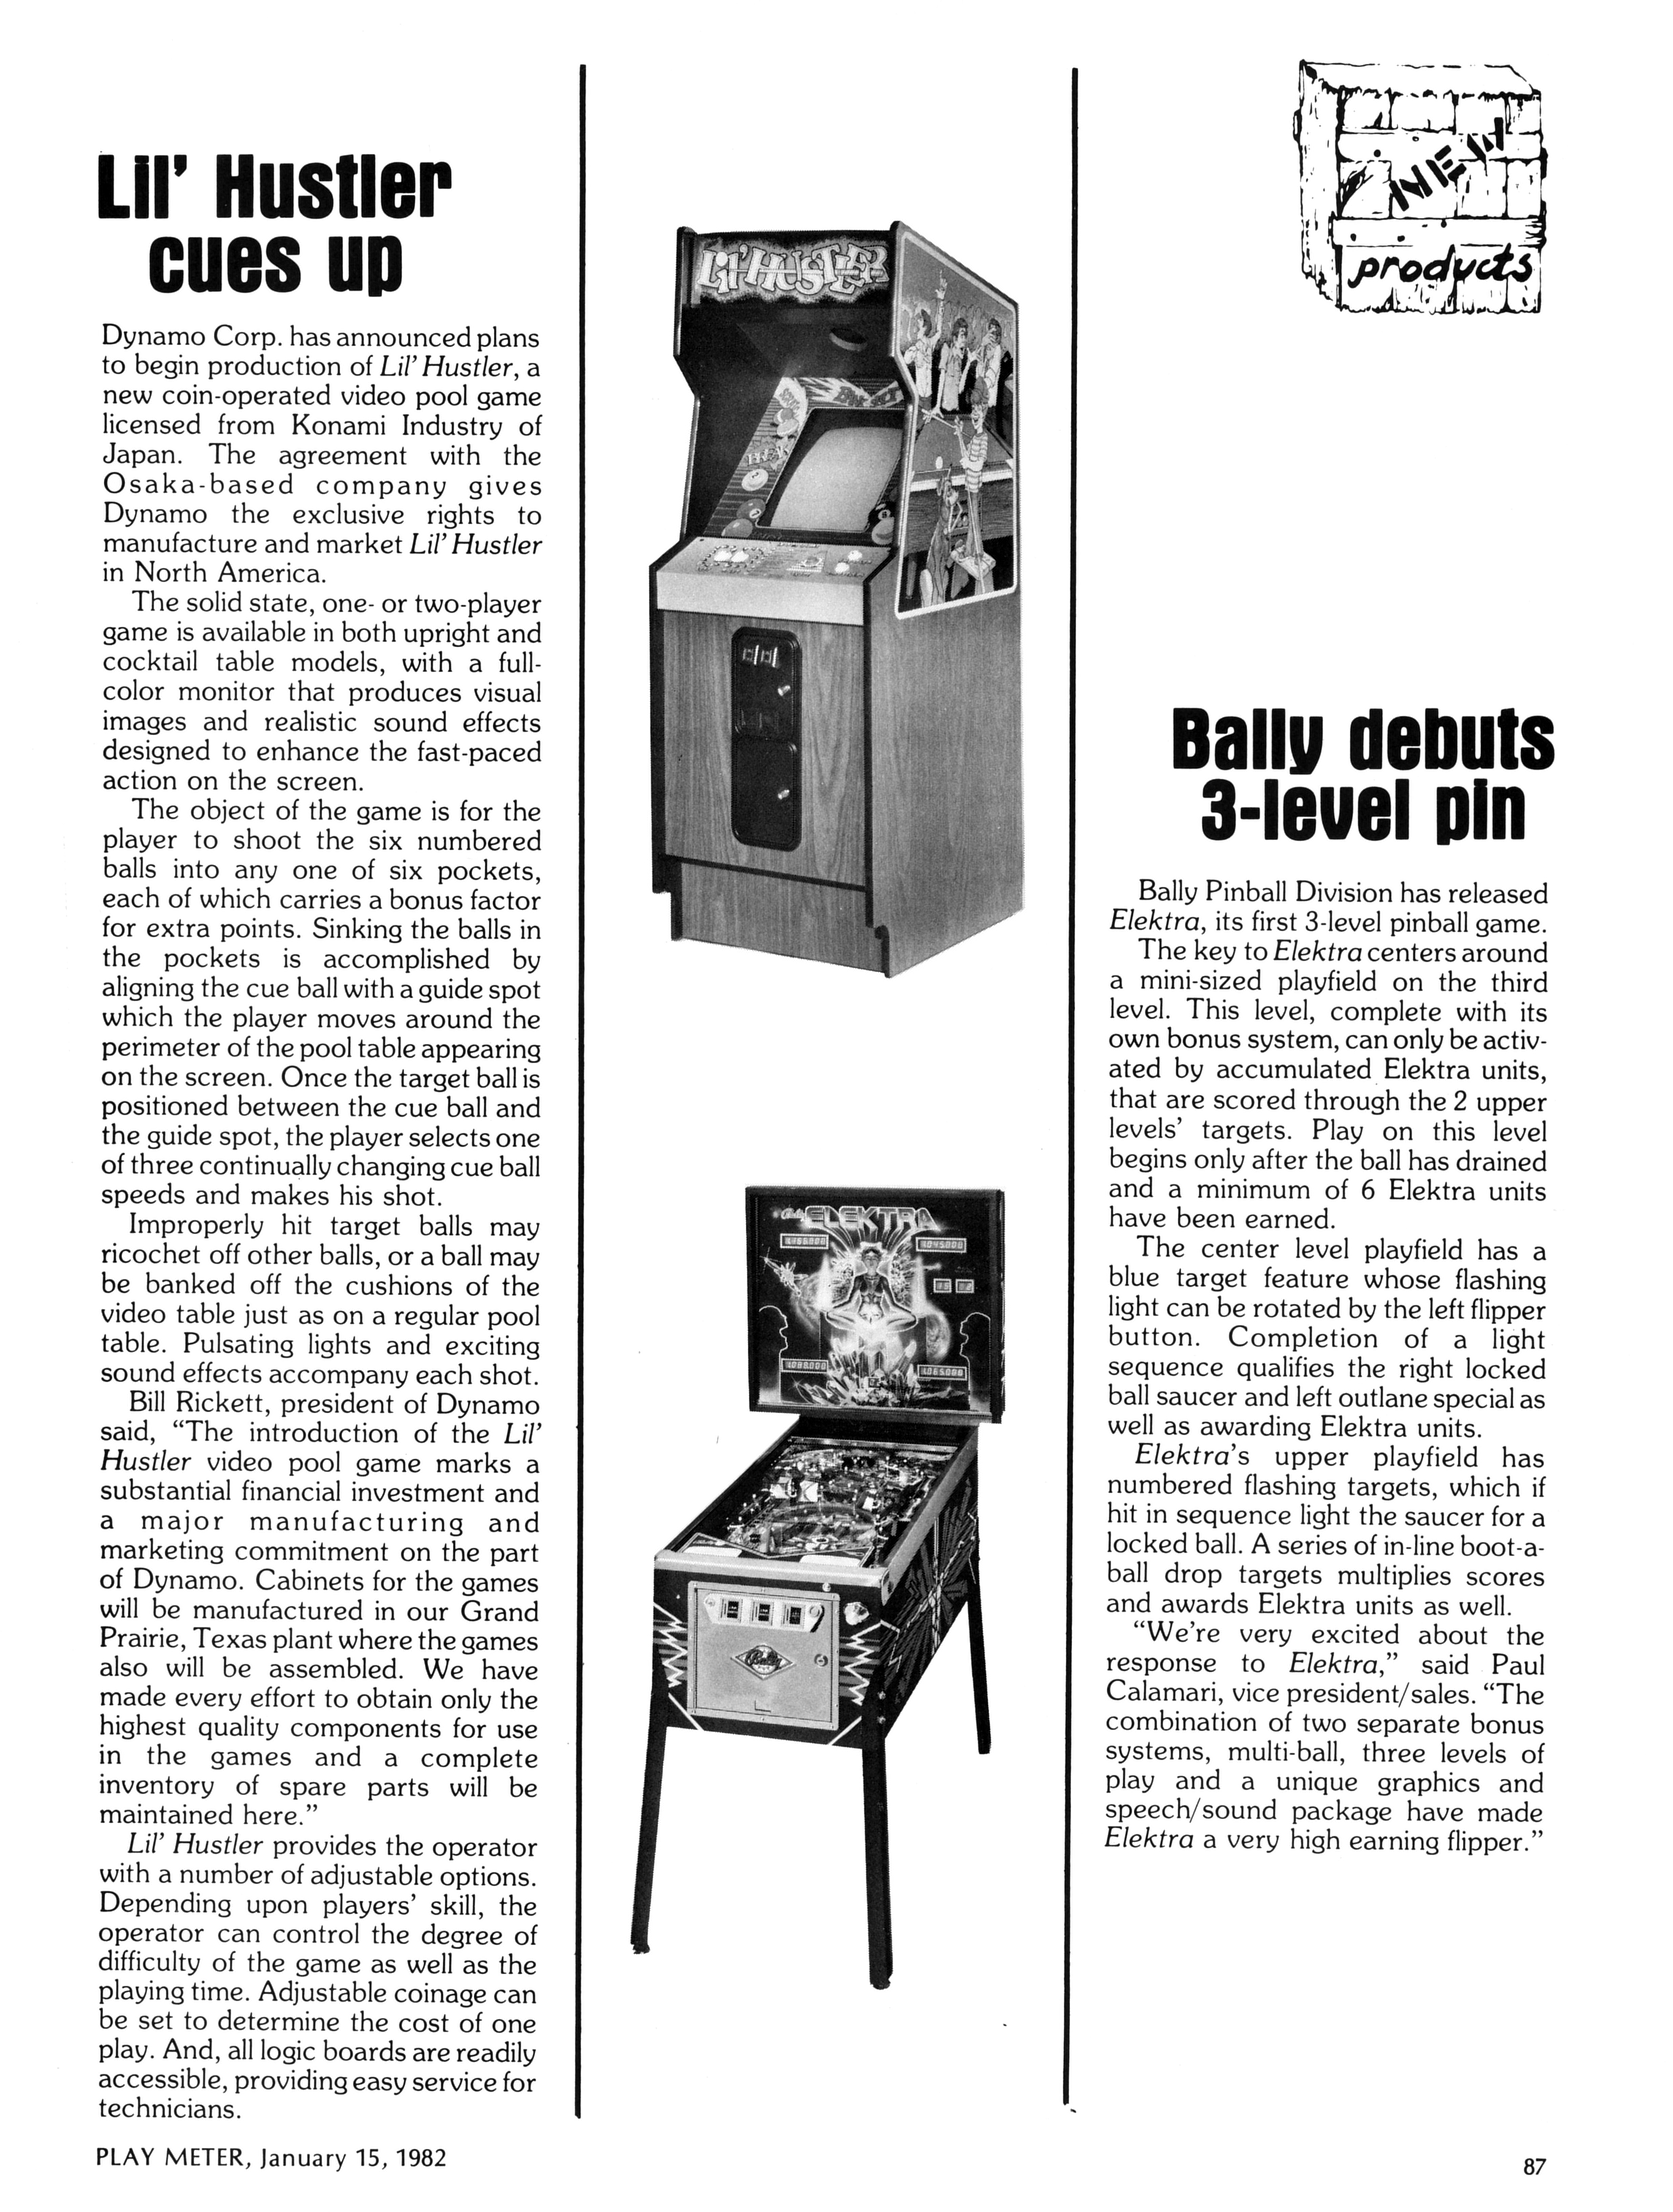 Lil' Hustler
cues up
Dynamo Corp. has announced plans
to begin production of Lil' Hustler, a
new coin-operated video pool game
licensed from Konami Industry of
Japan. The agreement with the
Osaka-based company gives
Dynamo the exclusive rights to
manufacture and market Lil' Hustler
in North America.
The solid state, one- or two-player
game is available in both upright and
cocktail table models, with a full-
color monitor that produces visual
images and realistic sound effects
designed to enhance the fast-paced
action on the screen.
The object of the game is for the
player to shoot the six numbered
balls into any one of six pockets,
each of which carries a bonus factor
for extra points. Sinking the balls in
the pockets is accomplished by
aligning the cue ball with a guide spot
which the player moves around the
perimeter of the pool table appearing
on the screen. Once the target ball is
positioned between the cue ball and
the guide spot, the player selects one
of three continually changing cue ball
speeds and makes his shot.
Improperly hit target balls may
ricochet off other balls, or a ball may
be banked off the cushions of the
video table just as on a regular pool
table. Pulsating lights and exciting
sound effects accompany each shot.
Bill Rickett, president of Dynamo
said, “The introduction of the Lil'
Hustler video pool game marks a
substantial financial investment and
a major manufacturing and
marketing commitment on the part
of Dynamo. Cabinets for the games
will be manufactured in our Grand
Prairie, Texas plant where the games
also will be assembled. We have
made every effort to obtain only the
highest quality components for use
in the games and a complete
inventory of spare parts will be
maintained here.”
Lil' Hustler provides the operator
with a number of adjustable options.
Depending upon players' skill, the
operator can control the degree of
difficulty of the game as well as the
playing time. Adjustable coinage can
be set to determine the cost of one
play. And, all logic boards are readily
accessible, providing easy service for
technicians.
LIL' HUSTLER
Bally ELEKTRA
Bally
NEW
products
Bally debuts
3-level pin
Bally Pinball Division has released
Elektra, its first 3-level pinball game.
The key to Elektra centers around
a mini-sized playfield on the third
level. This level, complete with its
own bonus system, can only be activ-
ated by accumulated Elektra units,
that are scored through the 2 upper
levels' targets. Play on this level
begins only after the ball has drained
and a minimum of 6 Elektra units
have been earned.
The center level playfield has a
blue target feature whose flashing
light can be rotated by the left flipper
button. Completion of a light
sequence qualifies the right locked
ball saucer and left outlane special as
well as awarding Elektra units.
Elektra's upper playfield has
numbered flashing targets, which if
hit in sequence light the saucer for a
locked ball. A series of in-line boot-a-
ball drop targets multiplies scores
and awards Elektra units as well.
“We're very excited about the
response to Elektra,” said Paul
Calamari, vice president/sales. “The
combination of two separate bonus
systems, multi-ball, three levels of
play and a unique graphics and
speech/sound package have made
Elektra a very high earning flipper.”
PLAY METER, January 15, 1982
87